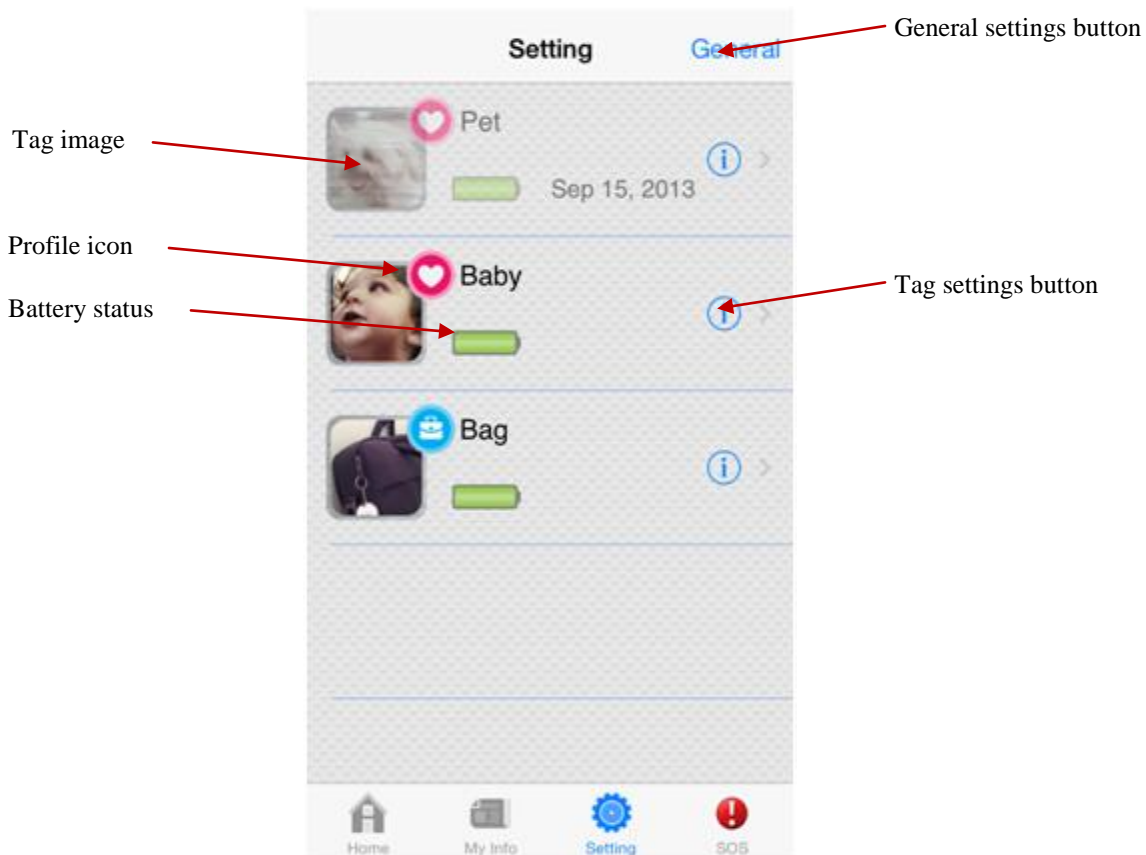 General settings button
Setting
General
Tag image
Pet
Sep 15, 2013
Profile icon
Baby
Tag settings button
Battery status
Bag
Home
My Info
Setting
SOS